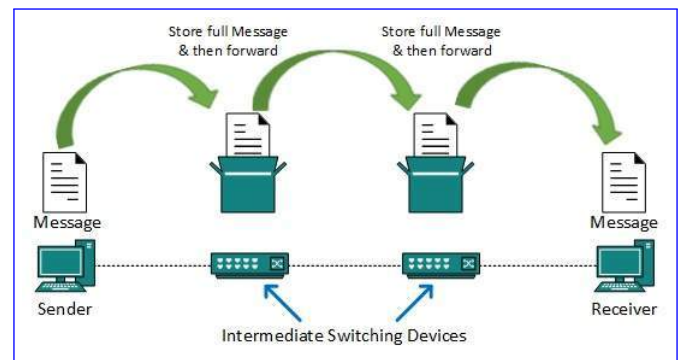 Store full Message
& then forward
Store full Message
& then forward
Message
Message
Sender
Receiver
Intermediate Switching Devices